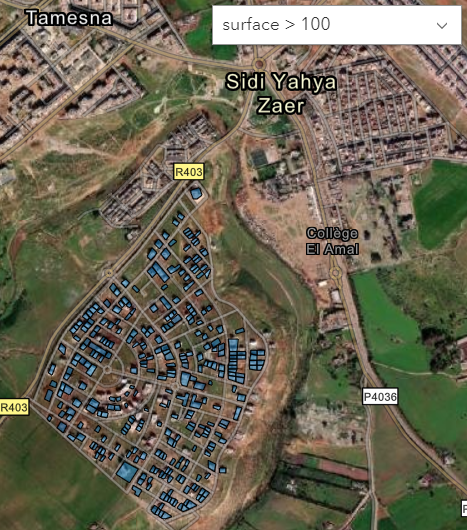 Tamesna
surface > 100
Sidi Yahya
Zaer
R403
Collège
El Amal
P4036
R403
P